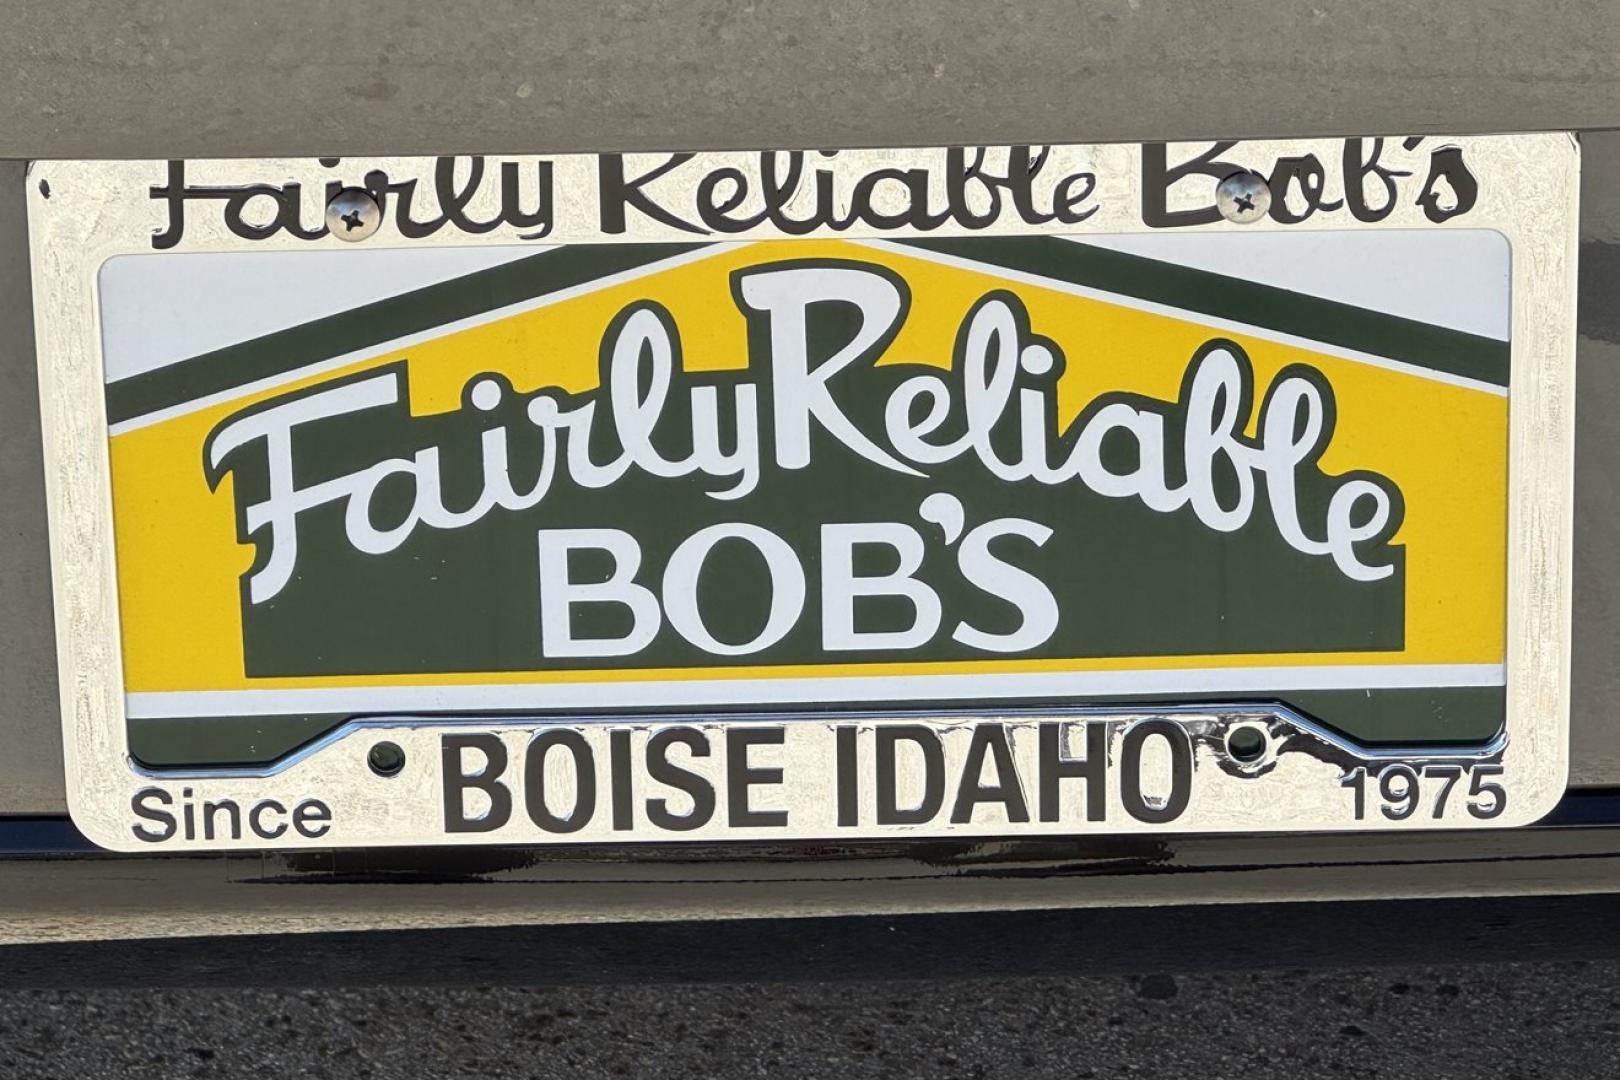 Fairly Reliable Bob's
Fairly Reliable
BOB'S
Since BOISE IDAHO 1975